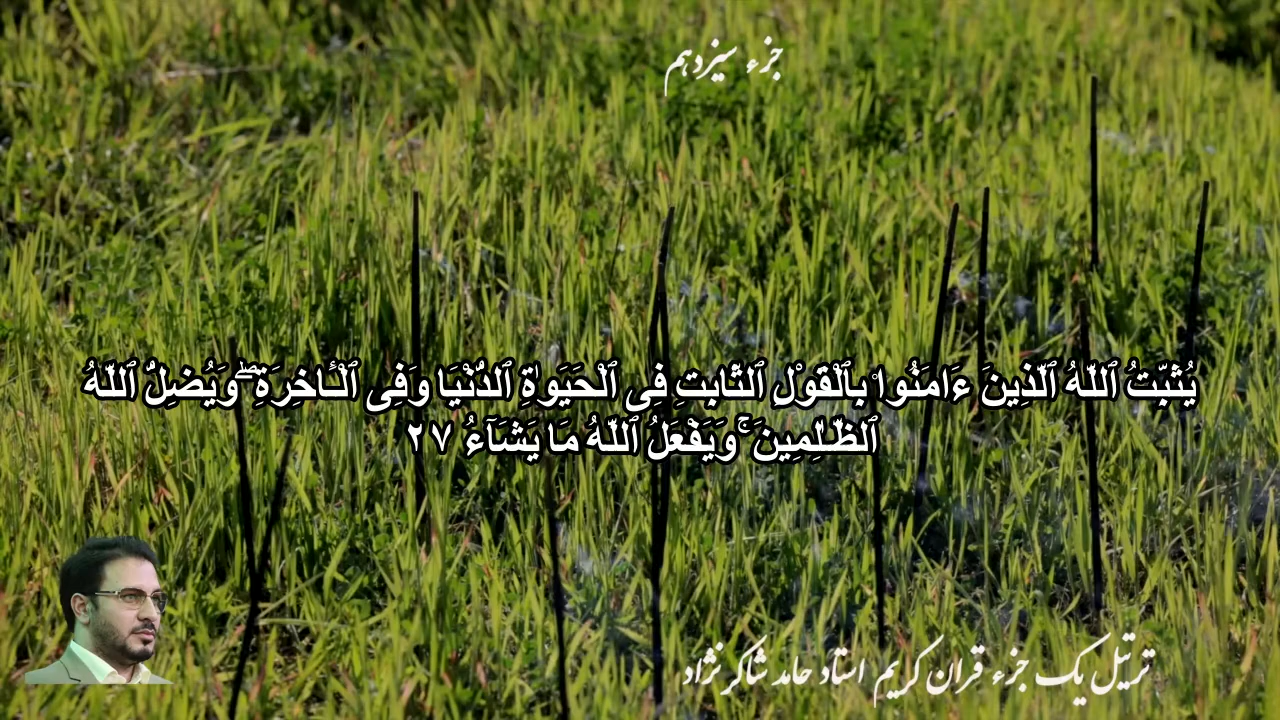 جزء سیزدهم
يُثَبِّتُ ٱللَّهُ ٱلَّذِينَ ءَامَنُوا۟ بِٱلْقَوْلِ ٱلثَّابِتِ فِى ٱلْحَيَوٰةِ ٱلدُّنْيَا وَفِى ٱلْـَٔاخِرَةِ ۖ وَيُضِلُّ ٱللَّهُ
ٱلظَّـٰلِمِينَ ۚ وَيَفْعَلُ ٱللَّهُ مَا يَشَآءُ ٢٧
ترتیل یک جزء قران کریم استاد حامد شاکرنژاد